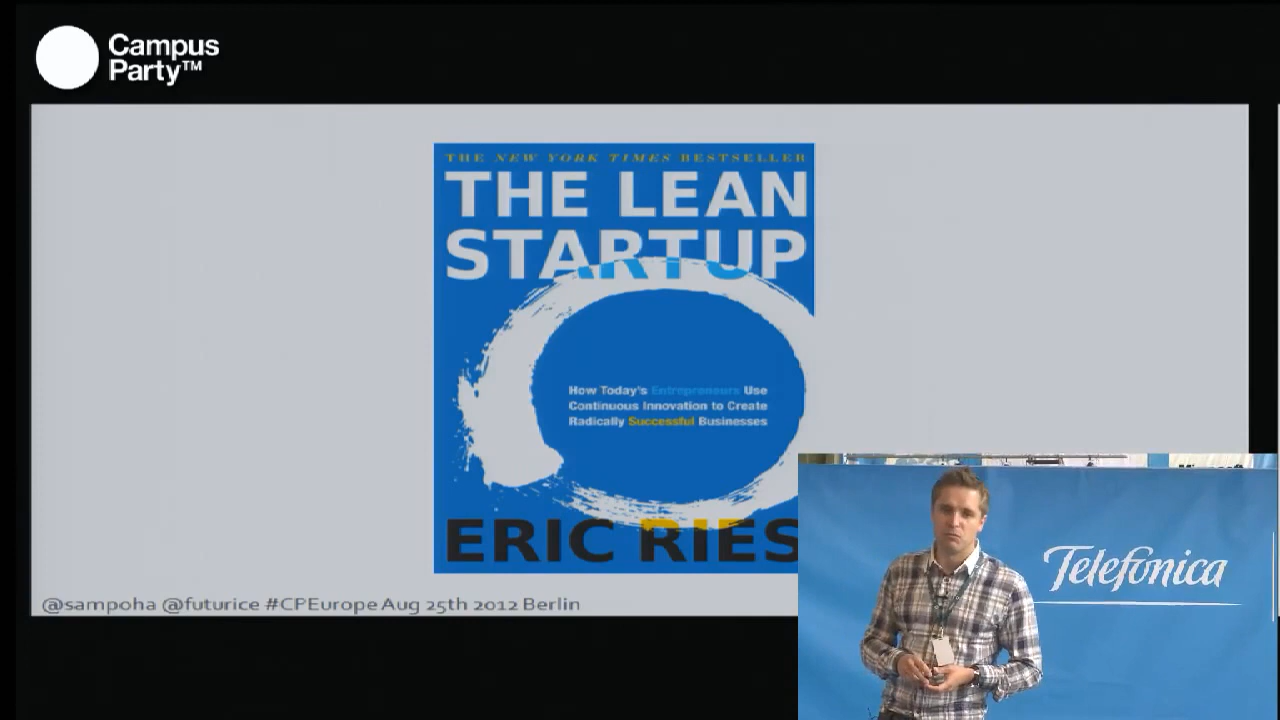 Campus
Party™
THE NEW YORK TIMES BESTSELLER
THE LEAN
STARTUP
How Today's Entrepreneurs Use
Continuous Innovation to Create
Radically Successful Businesses
ERIC RIES
@sampoha @futurice #CPEurope Aug 25th 2012 Berlin
Telefonica